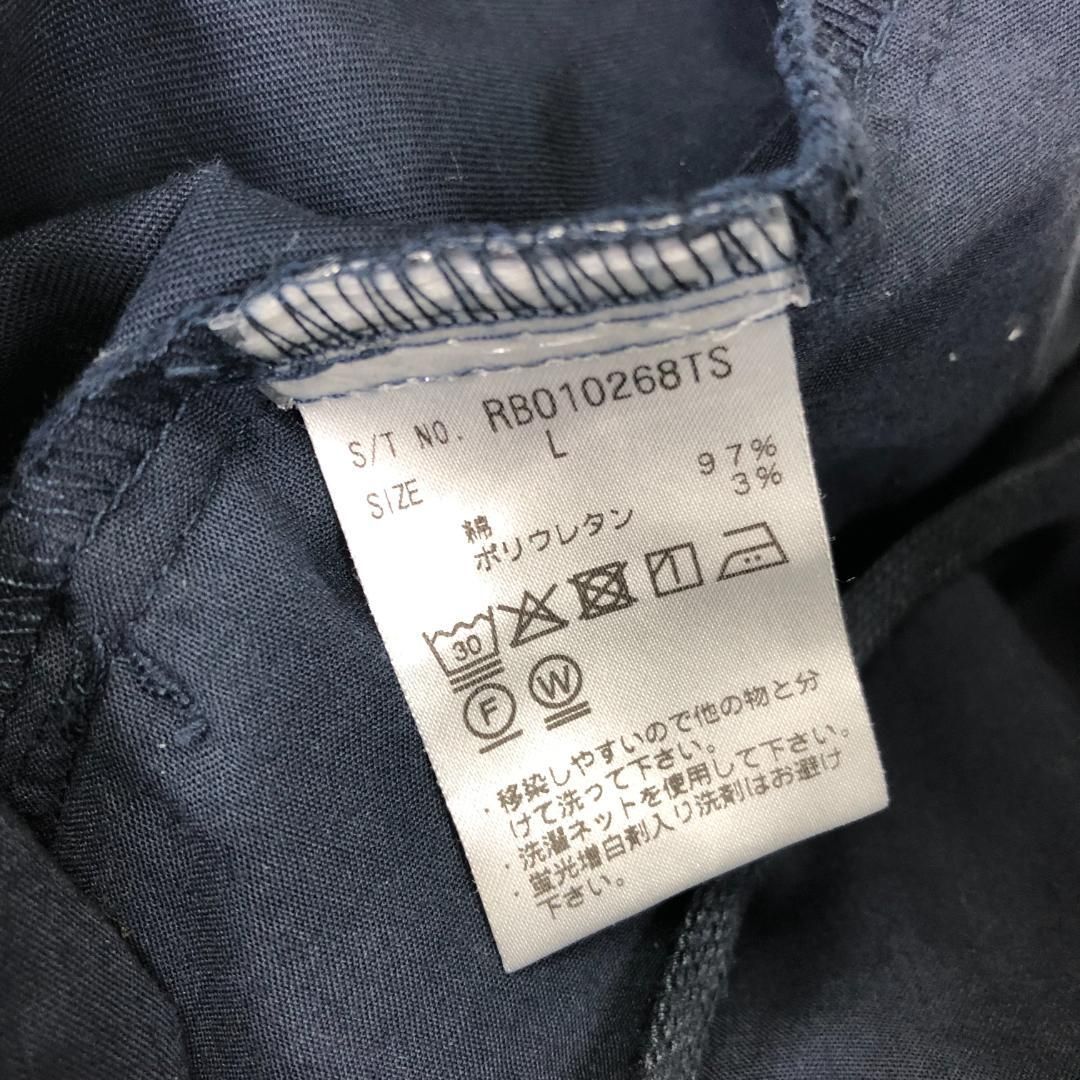 S/T NO. RB010268TS
SIZE L
綿 97%
ポリウレタン 3%
30
F W
・移染しやすいので他の物と分
けて洗って下さい。
・洗濯ネットを使用して下さい。
・蛍光増白剤入り洗剤はお避け
下さい。